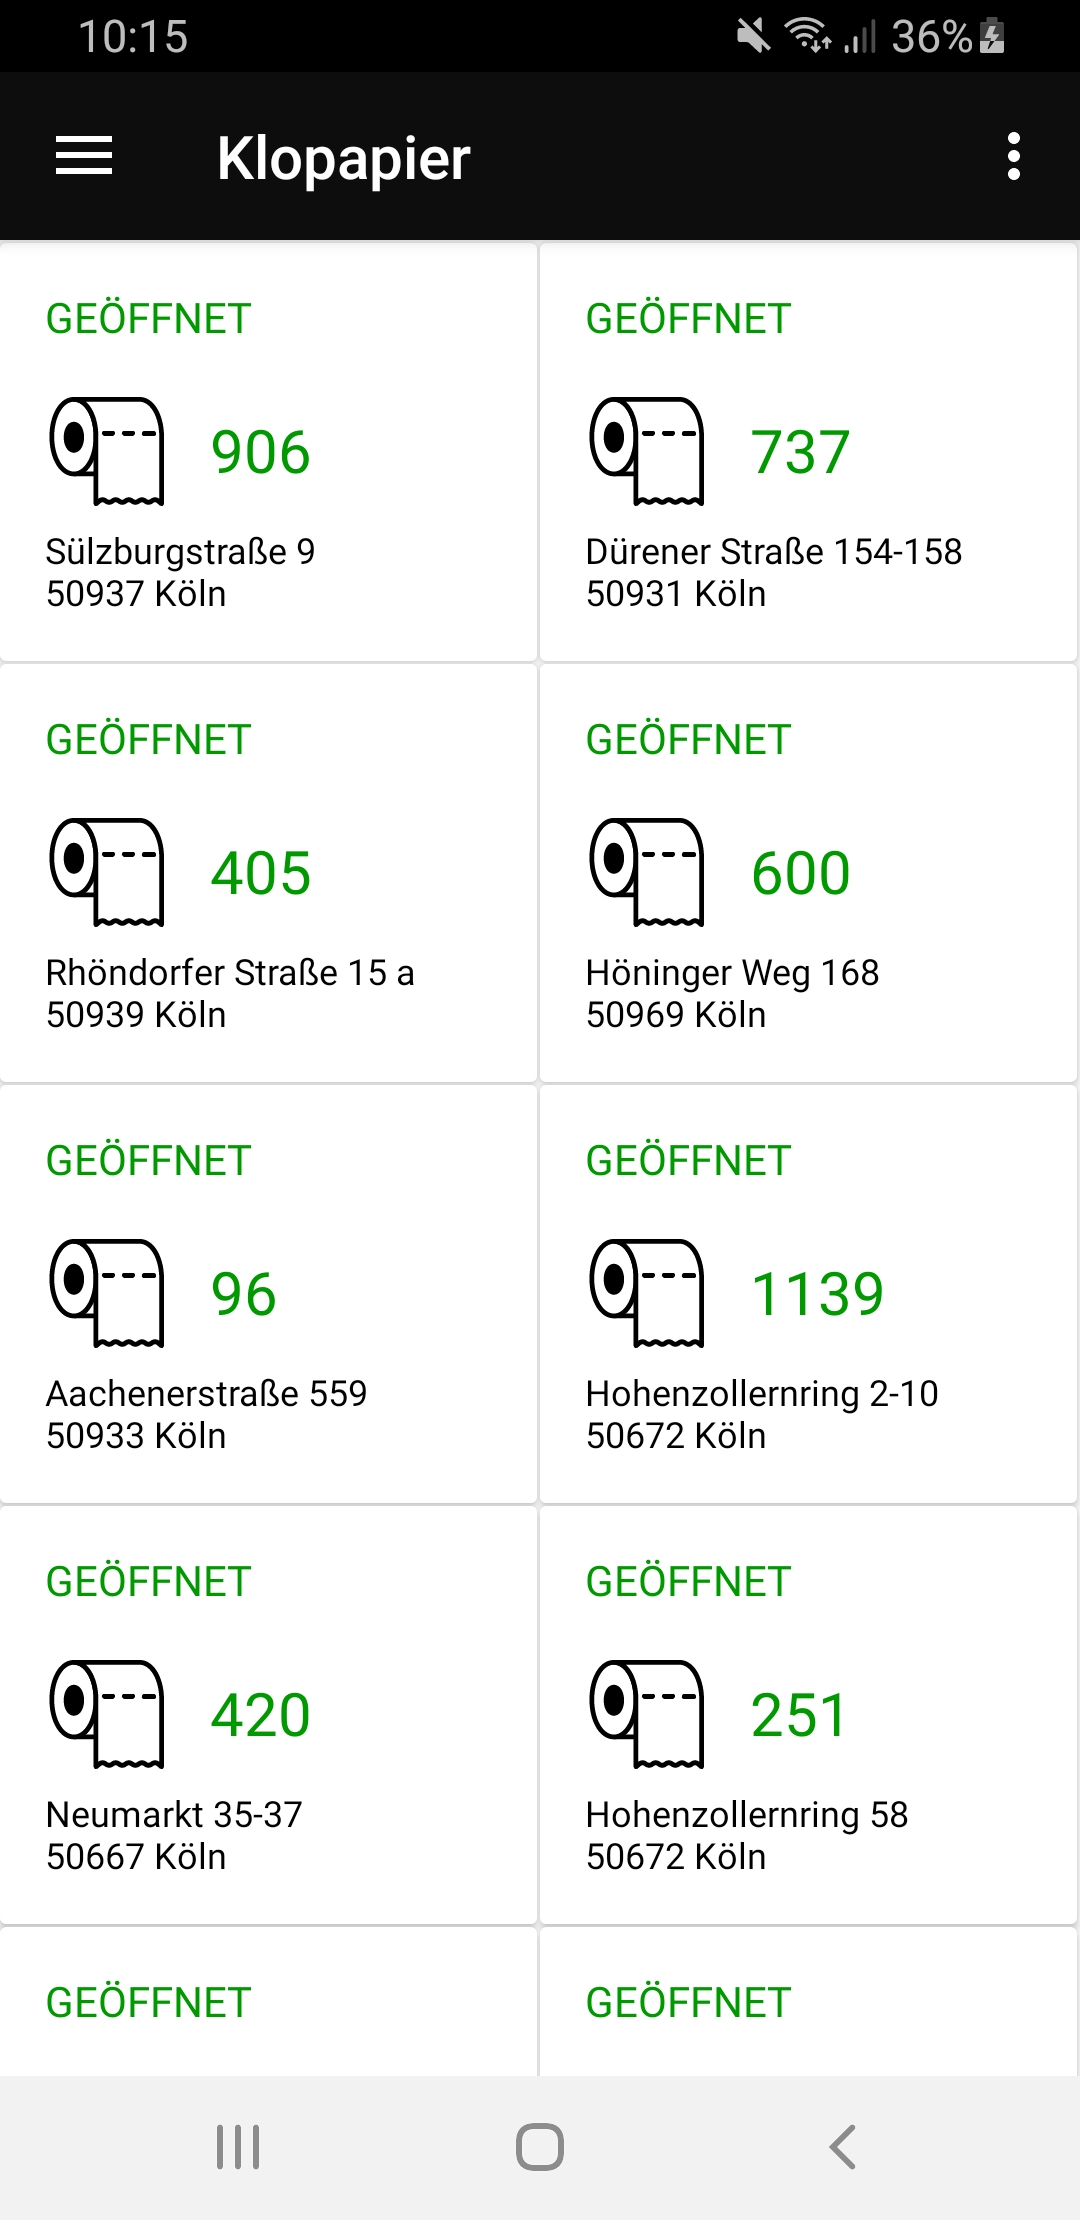 10:15
36%
Klopapier
GEÖFFNET
906
Sülzburgstraße 9
50937 Köln
GEÖFFNET
737
Dürener Straße 154-158
50931 Köln
GEÖFFNET
405
Rhöndorfer Straße 15 a
50939 Köln
GEÖFFNET
600
Höninger Weg 168
50969 Köln
GEÖFFNET
96
Aachenerstraße 559
50933 Köln
GEÖFFNET
1139
Hohenzollernring 2-10
50672 Köln
GEÖFFNET
420
Neumarkt 35-37
50667 Köln
GEÖFFNET
251
Hohenzollernring 58
50672 Köln
GEÖFFNET
GEÖFFNET